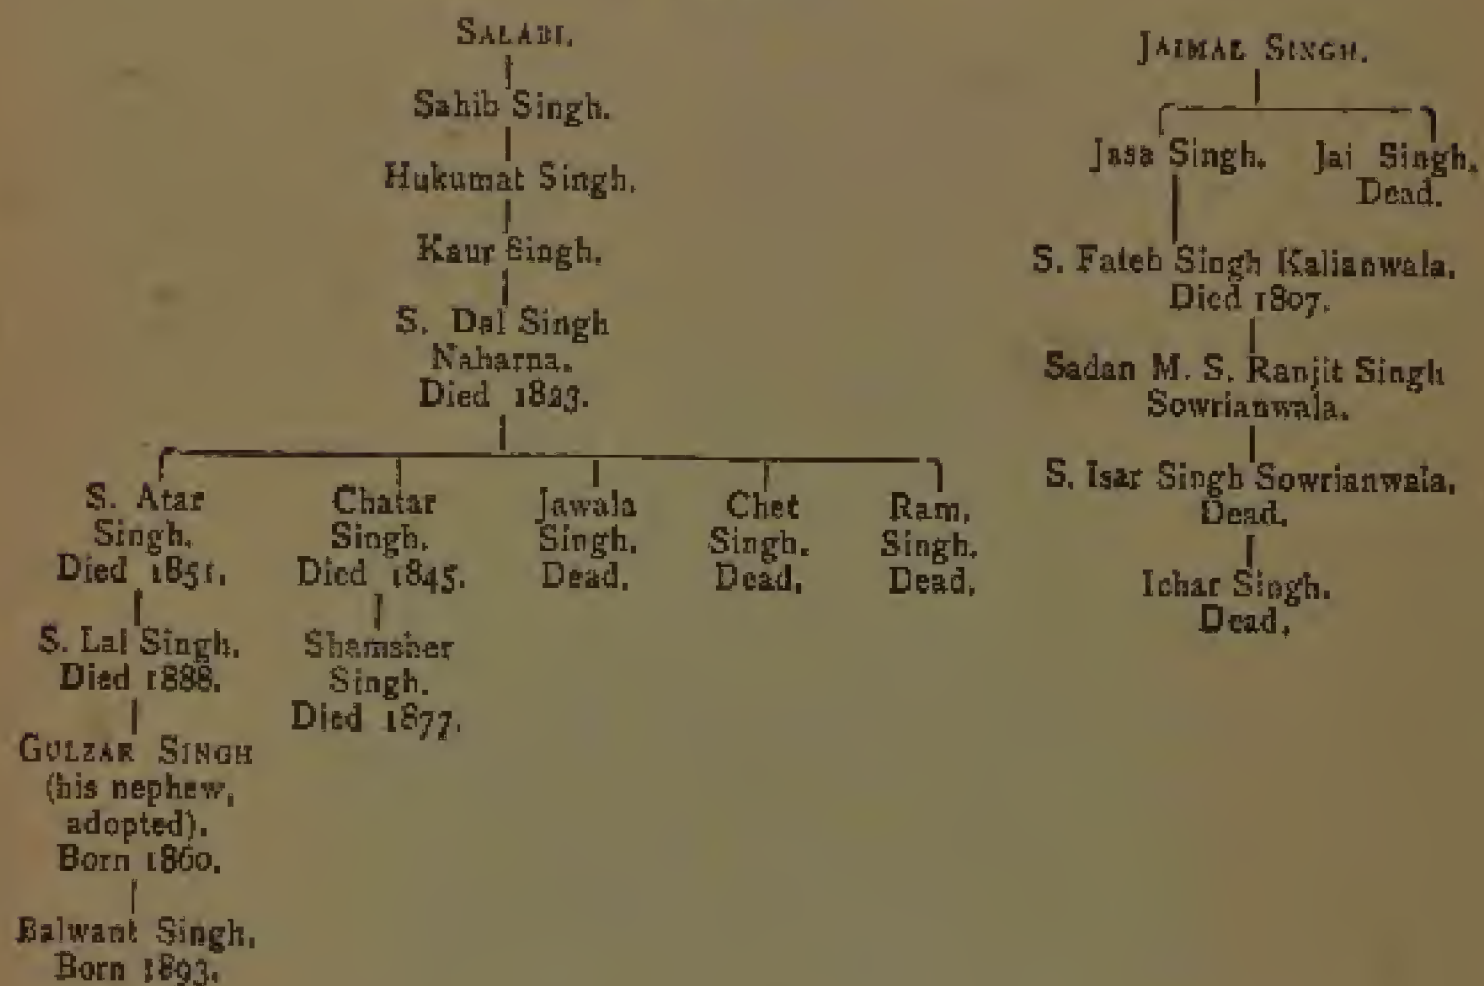 SALABI.
Sahib Singh.
Hukumat Singh.
Kaur Singh.
S. Dal Singh
Naharna.
Died 1823.
S. Atar
Singh.
Died 1851.
Chatar
Singh.
Died 1845.
Jawala
Singh.
Dead.
Chet
Singh.
Dead.
Ram.
Singh.
Dead.
S. Lal Singh.
Died 1888.
Shamsher
Singh.
Died 1877.
GULZAR SINGH
(his nephew,
adopted).
Born 1860.
Balwant Singh.
Born 1893.
JAIMAL SINGH.
Jasa Singh.
Jai Singh.
Dead.
S. Fateh Singh Kalianwala.
Died 1807.
Sadan M. S. Ranjit Singh
Sowrianwala.
S. Isar Singh Sowrianwala.
Dead.
Ichar Singh.
Dead.